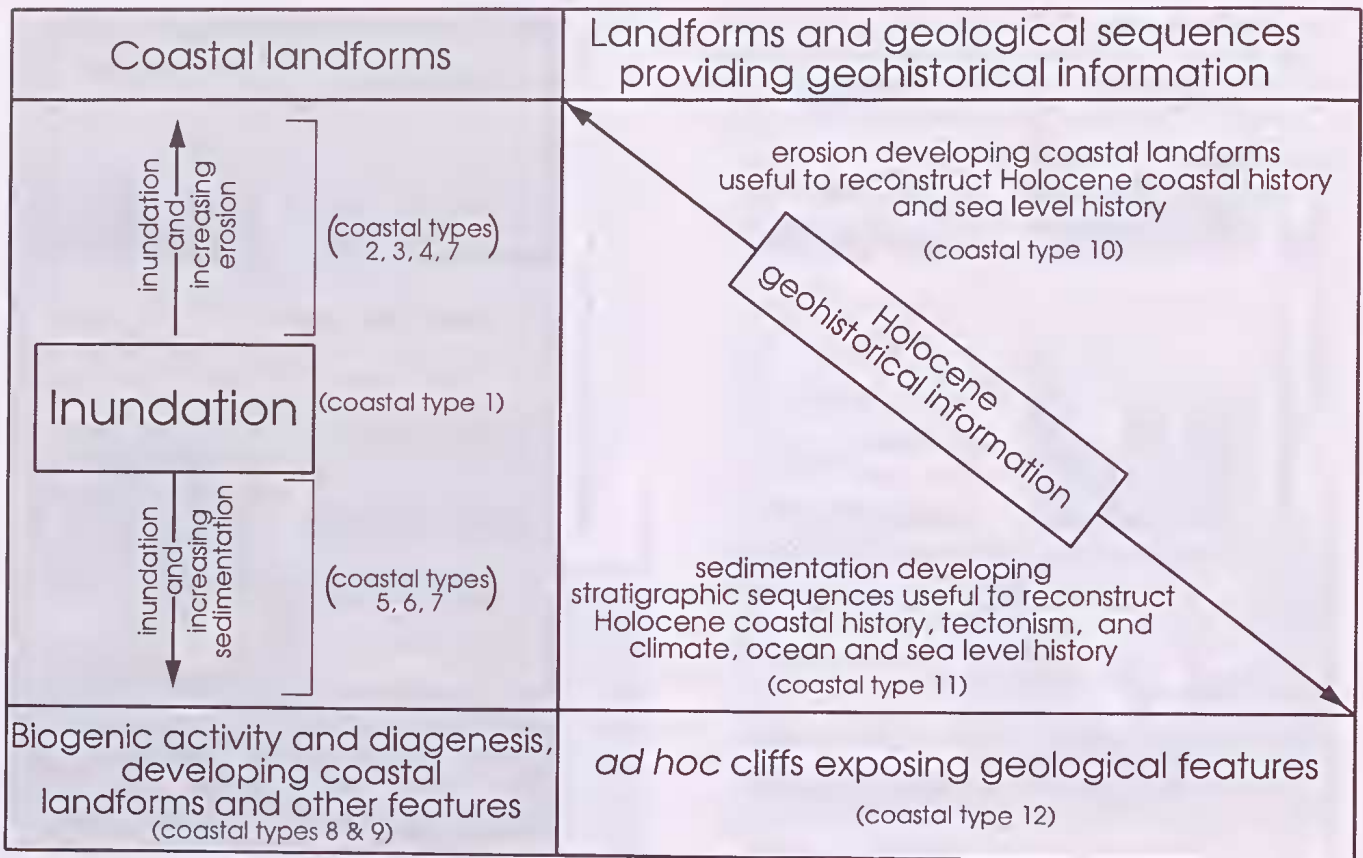 Coastal landforms
Landforms and geological sequences
providing geohistorical information
inundation
and
increasing
erosion
(coastal types
2, 3, 4, 7)
Inundation
(coastal type 1)
inundation
and
increasing
sedimentation
(coastal types
5, 6, 7)
erosion developing coastal landforms
useful to reconstruct Holocene coastal history
and sea level history
(coastal type 10)
Holocene
geohistorical information
sedimentation developing
stratigraphic sequences useful to reconstruct
Holocene coastal history, tectonism, and
climate, ocean and sea level history
(coastal type 11)
Biogenic activity and diagenesis,
developing coastal
landforms and other features
(coastal types 8 & 9)
ad hoc cliffs exposing geological features
(coastal type 12)